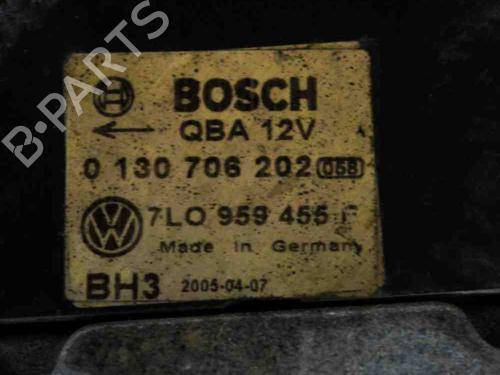 B-PARTS
BOSCH
QBA 12V
0 130 706 202 058
7L0 959 455 F
Made in Germany
BH3 2005-04-07